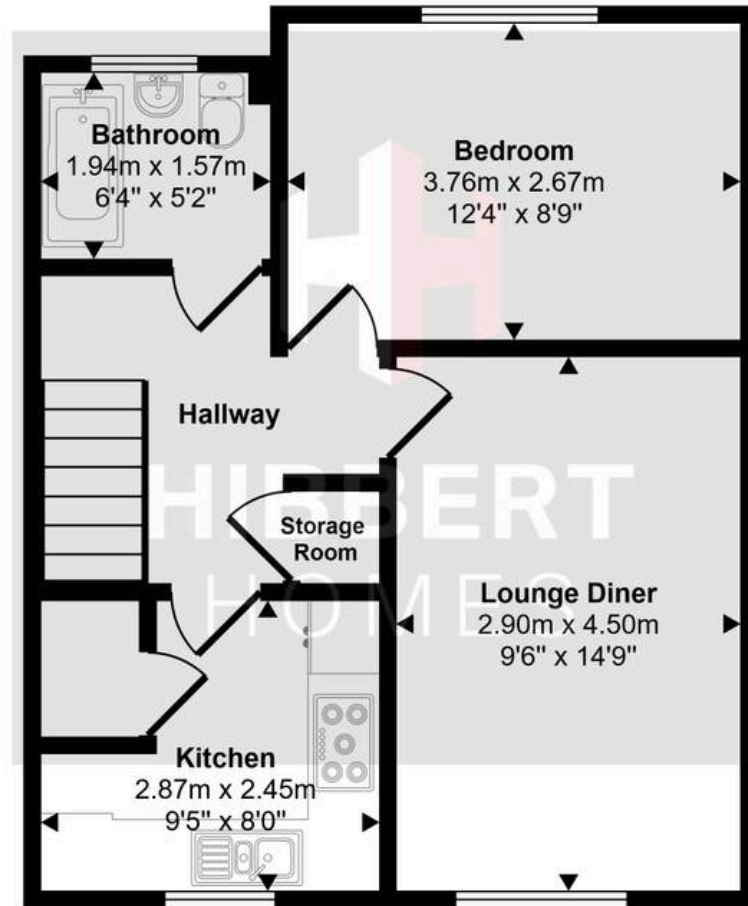 Bathroom
1.94m x 1.57m
6'4" x 5'2"
Bedroom
3.76m x 2.67m
12'4" x 8'9"
Hallway
HIBBERT
HOMES
Storage
Room
Lounge Diner
2.90m x 4.50m
9'6" x 14'9"
Kitchen
2.87m x 2.45m
9'5" x 8'0"